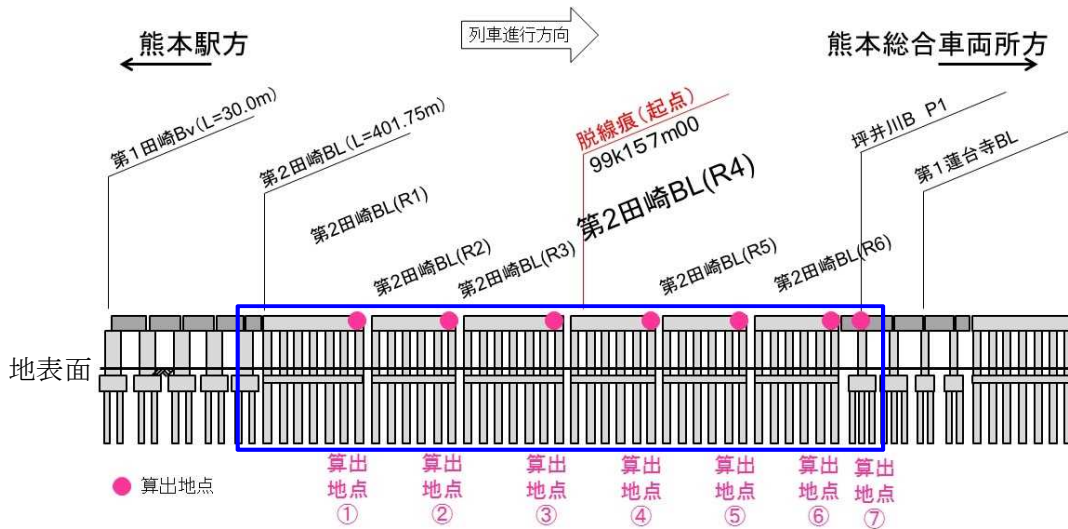 列車進行方向
熊本駅方
熊本総合車両所方
第1田崎Bv(L=30.0m)
第2田崎BL(L=401.75m)
脱線痕(起点)
99k157m00
坪井川B P1
第1蓮台寺BL
第2田崎BL(R1)
第2田崎BL(R2)
第2田崎BL(R3)
第2田崎BL(R4)
第2田崎BL(R5)
第2田崎BL(R6)
地表面
算出地点
算出
地点
①
算出
地点
②
算出
地点
③
算出
地点
④
算出
地点
⑤
算出
地点
⑥
算出
地点
⑦